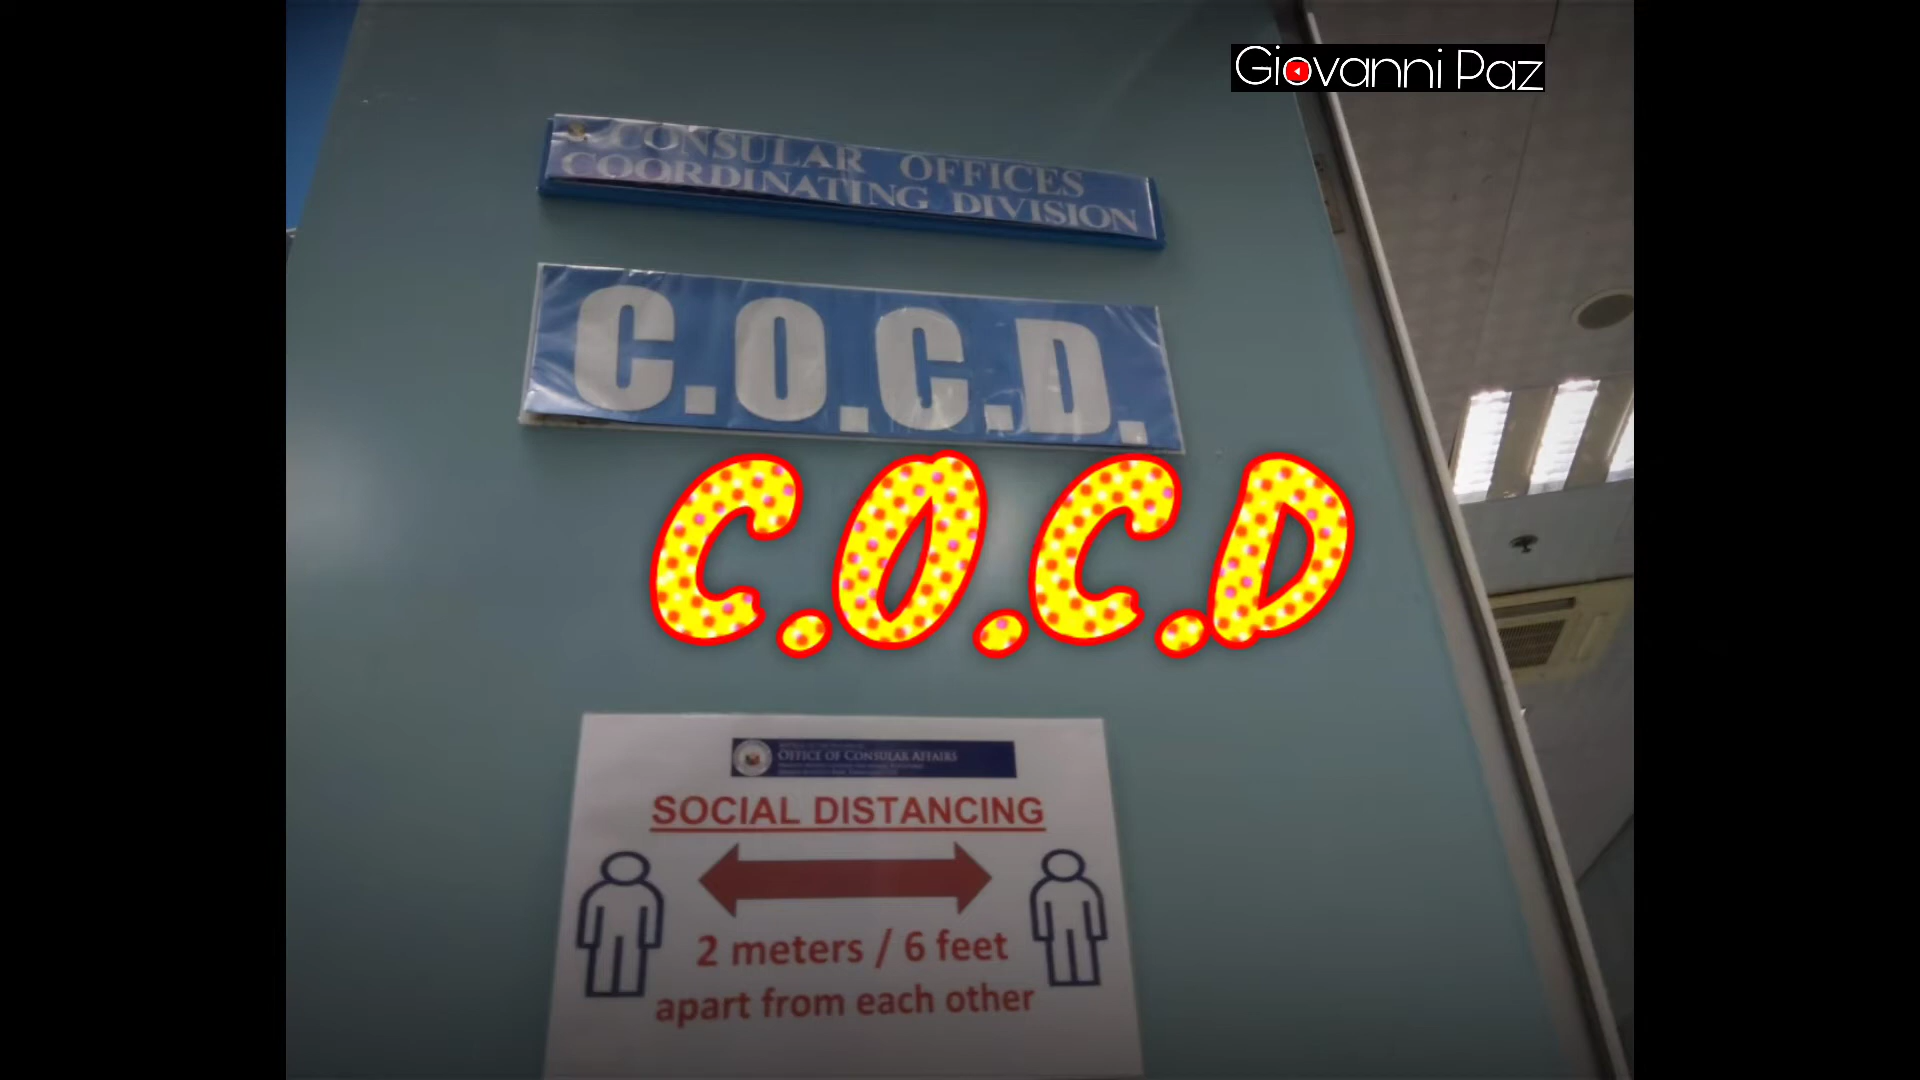 Giovanni Paz
CONSULAR OFFICES
COORDINATING DIVISION
C.O.C.D.
C.O.C.D
OFFICE OF CONSULAR AFFAIRS
SOCIAL DISTANCING
2 meters / 6 feet
apart from each other